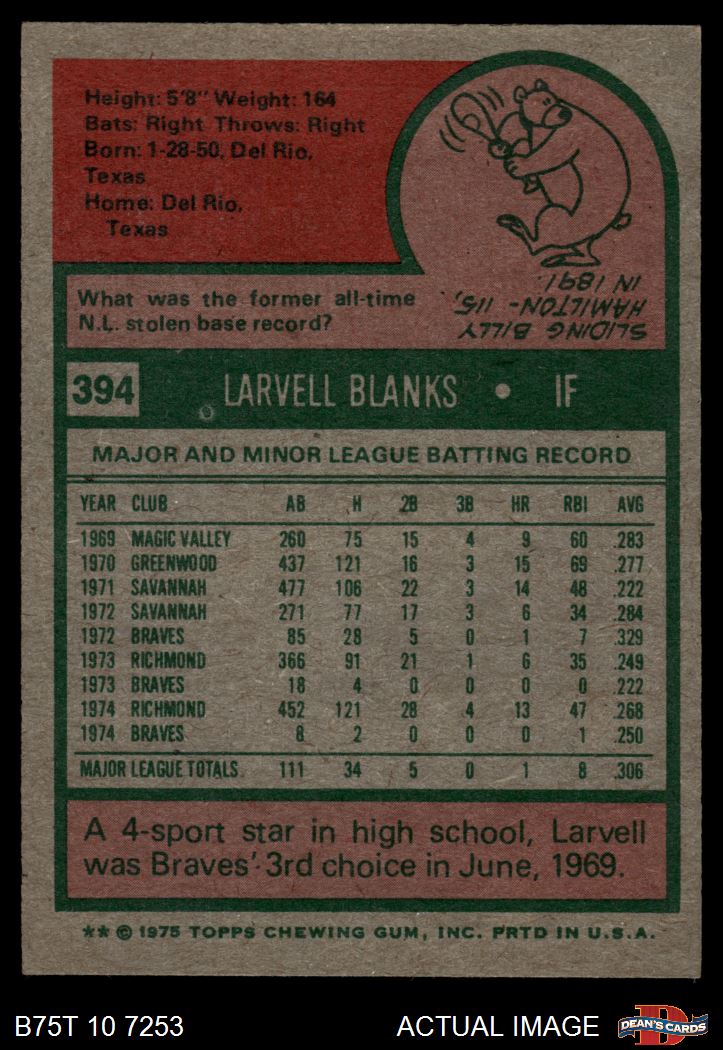 Height: 5'8" Weight: 164
Bats: Right Throws: Right
Born: 1-28-50, Del Rio,
Texas
Home: Del Rio,
Texas
What was the former all-time
N.L. stolen base record?
SLIDING BILLY
HAMILTON - 115,
IN 1891.
394 LARVELL BLANKS • IF
MAJOR AND MINOR LEAGUE BATTING RECORD
YEAR CLUB AB H 2B 3B HR RBI AVG
1969 MAGIC VALLEY 260 75 15 4 9 60 .283
1970 GREENWOOD 437 121 16 3 15 69 .277
1971 SAVANNAH 477 106 22 3 14 48 .222
1972 SAVANNAH 271 77 17 3 6 34 .284
1972 BRAVES 85 28 5 0 1 7 .329
1973 RICHMOND 366 91 21 1 6 35 .249
1973 BRAVES 18 4 0 0 0 0 .222
1974 RICHMOND 452 121 28 4 13 47 .268
1974 BRAVES 8 2 0 0 0 1 .250
MAJOR LEAGUE TOTALS 111 34 5 0 1 8 .306
A 4-sport star in high school, Larvell
was Braves' 3rd choice in June, 1969.
** © 1975 TOPPS CHEWING GUM, INC. PRTD IN U.S.A.
B75T 10 7253 ACTUAL IMAGE D DEAN'S CARDS